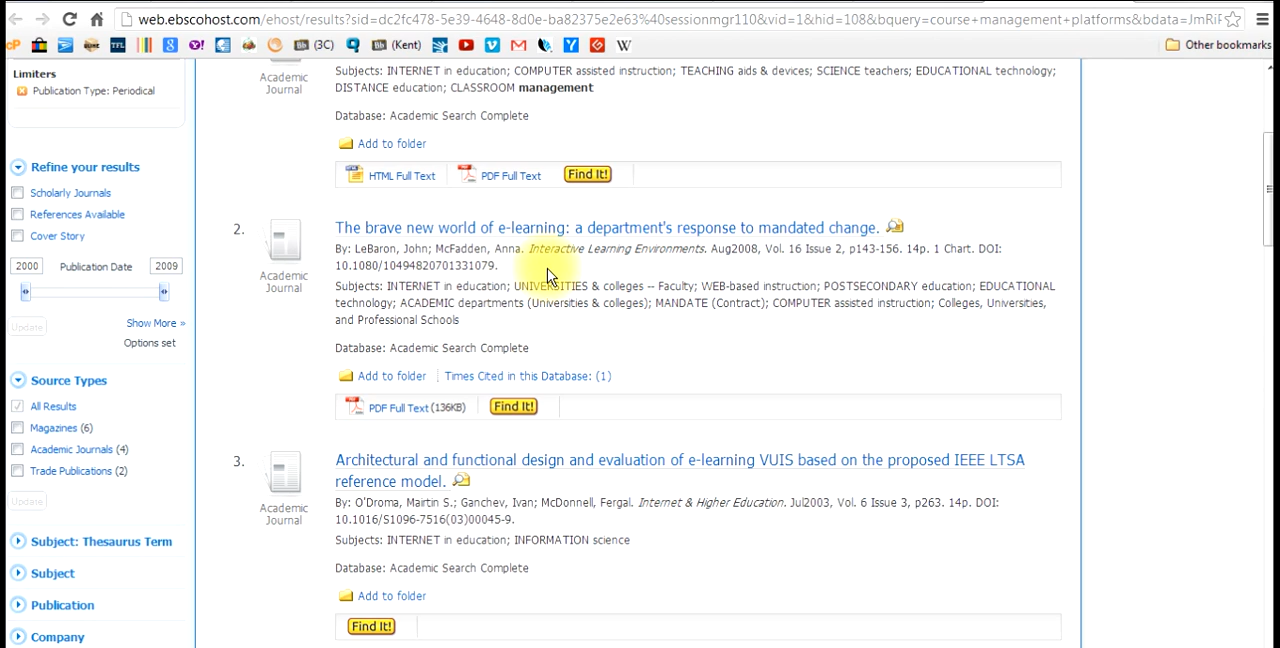 web.ebscohost.com/ehost/results?sid=dc2fc478-5e39-4648-8d0e-ba82375e2e63%40sessionmgr110&vid=1&hid=108&bquery=course+management+platforms&bdata=JmRiP
(3C) (Kent) W Other bookmarks
Limiters
Publication Type: Periodical
Refine your results
Scholarly Journals
References Available
Cover Story
2000 Publication Date 2009
Update
Show More »
Options set
Source Types
All Results
Magazines (6)
Academic Journals (4)
Trade Publications (2)
Update
Subject: Thesaurus Term
Subject
Publication
Company
Academic
Journal
Subjects: INTERNET in education; COMPUTER assisted instruction; TEACHING aids & devices; SCIENCE teachers; EDUCATIONAL technology;
DISTANCE education; CLASSROOM management
Database: Academic Search Complete
Add to folder
HTML Full Text PDF Full Text Find It!
2.
Academic
Journal
The brave new world of e-learning: a department's response to mandated change.
By: LeBaron, John; McFadden, Anna. Interactive Learning Environments. Aug2008, Vol. 16 Issue 2, p143-156. 14p. 1 Chart. DOI:
10.1080/10494820701331079.
Subjects: INTERNET in education; UNIVERSITIES & colleges -- Faculty; WEB-based instruction; POSTSECONDARY education; EDUCATIONAL
technology; ACADEMIC departments (Universities & colleges); MANDATE (Contract); COMPUTER assisted instruction; Colleges, Universities,
and Professional Schools
Database: Academic Search Complete
Add to folder Times Cited in this Database: (1)
PDF Full Text (136KB) Find It!
3.
Academic
Journal
Architectural and functional design and evaluation of e-learning VUIS based on the proposed IEEE LTSA
reference model.
By: O'Droma, Mairtin S.; Ganchev, Ivan; McDonnell, Fergal. Internet & Higher Education. Jul2003, Vol. 6 Issue 3, p263. 14p. DOI:
10.1016/S1096-7516(03)00045-9.
Subjects: INTERNET in education; INFORMATION science
Database: Academic Search Complete
Add to folder
Find It!